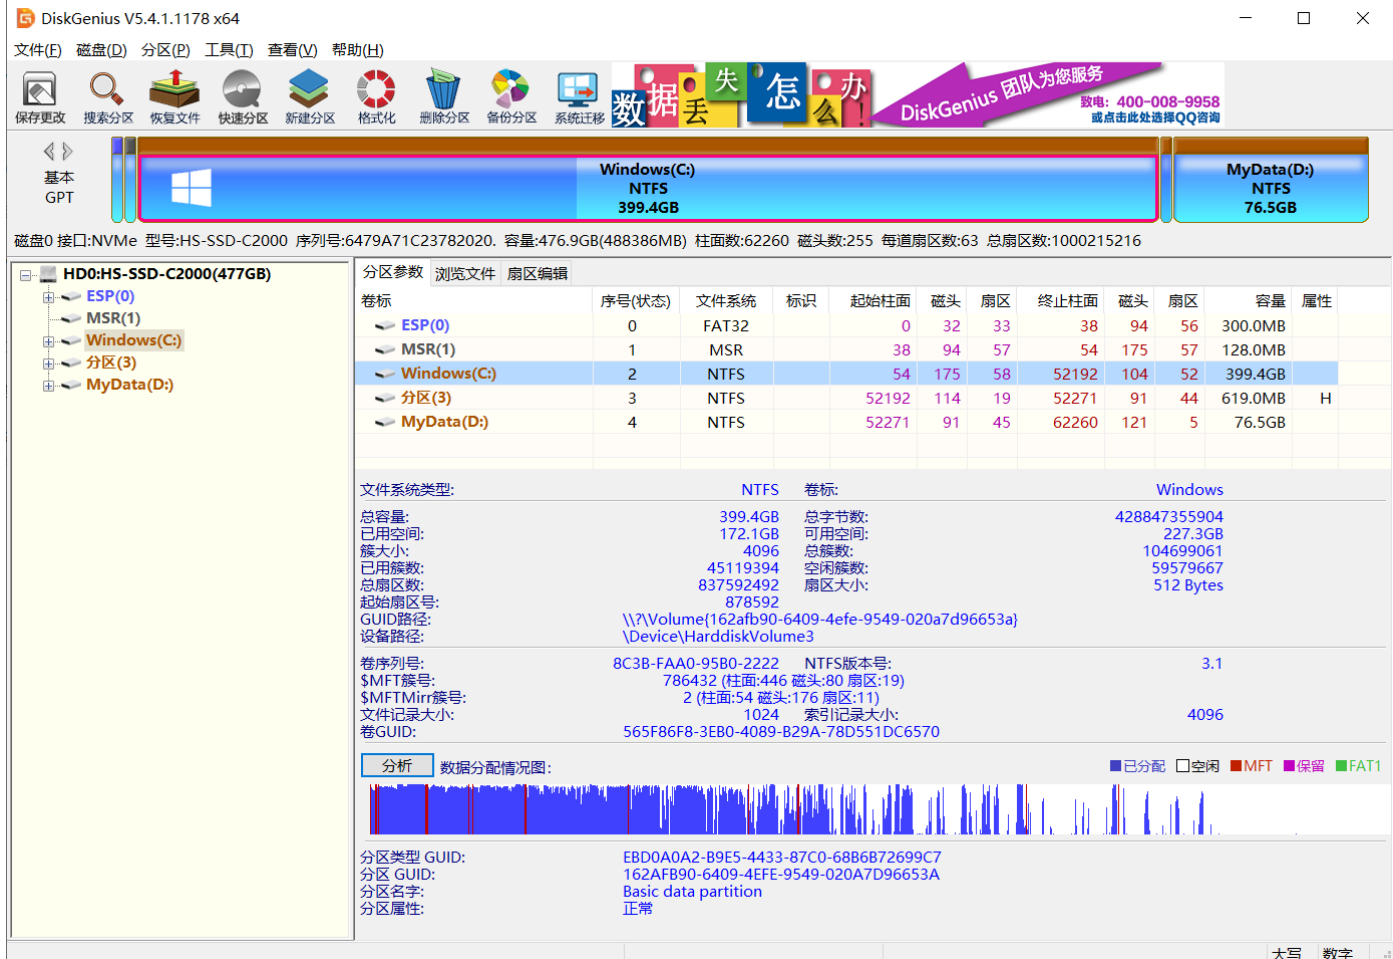 DiskGenius V5.4.1.1178 x64
文件(F) 磁盘(D) 分区(P) 工具(T) 查看(V) 帮助(H)
保存更改 搜索分区 恢复文件 快速分区 新建分区 格式化 删除分区 备份分区 系统迁移
数据丢失怎么办!
DiskGenius 团队为您服务
致电：400-008-9958
或点击此处选择QQ咨询
基本
GPT
Windows(C:)
NTFS
399.4GB
MyData(D:)
NTFS
76.5GB
磁盘0 接口:NVMe 型号:HS-SSD-C2000 序列号:6479A71C23782020. 容量:476.9GB(488386MB) 柱面数:62260 磁头数:255 每道扇区数:63 总扇区数:1000215216
HD0:HS-SSD-C2000(477GB)
ESP(0)
MSR(1)
Windows(C:)
分区(3)
MyData(D:)
分区参数 浏览文件 扇区编辑
卷标 序号(状态) 文件系统 标识 起始柱面 磁头 扇区 终止柱面 磁头 扇区 容量 属性
ESP(0) 0 FAT32 0 32 33 38 94 56 300.0MB
MSR(1) 1 MSR 38 94 57 54 175 57 128.0MB
Windows(C:) 2 NTFS 54 175 58 52192 104 52 399.4GB
分区(3) 3 NTFS 52192 114 19 52271 91 44 619.0MB H
MyData(D:) 4 NTFS 52271 91 45 62260 121 5 76.5GB
文件系统类型: NTFS 卷标: Windows
总容量: 399.4GB 总字节数: 428847355904
已用空间: 172.1GB 可用空间: 227.3GB
簇大小: 4096 总簇数: 104699061
已用簇数: 45119394 空闲簇数: 59579667
总扇区数: 837592492 扇区大小: 512 Bytes
起始扇区号: 878592
GUID路径: \\?\Volume{162afb90-6409-4efe-9549-020a7d96653a}
设备路径: \Device\HarddiskVolume3
卷序列号: 8C3B-FAA0-95B0-2222 NTFS版本号: 3.1
$MFT簇号: 786432 (柱面:446 磁头:80 扇区:19)
$MFTMirr簇号: 2 (柱面:54 磁头:176 扇区:11)
文件记录大小: 1024 索引记录大小: 4096
卷GUID: 565F86F8-3EB0-4089-B29A-78D551DC6570
分析 数据分配情况图: 已分配 空闲 MFT 保留 FAT1
分区类型 GUID: EBD0A0A2-B9E5-4433-87C0-68B6B72699C7
分区 GUID: 162AFB90-6409-4EFE-9549-020A7D96653A
分区名字: Basic data partition
分区属性: 正常
大写 数字